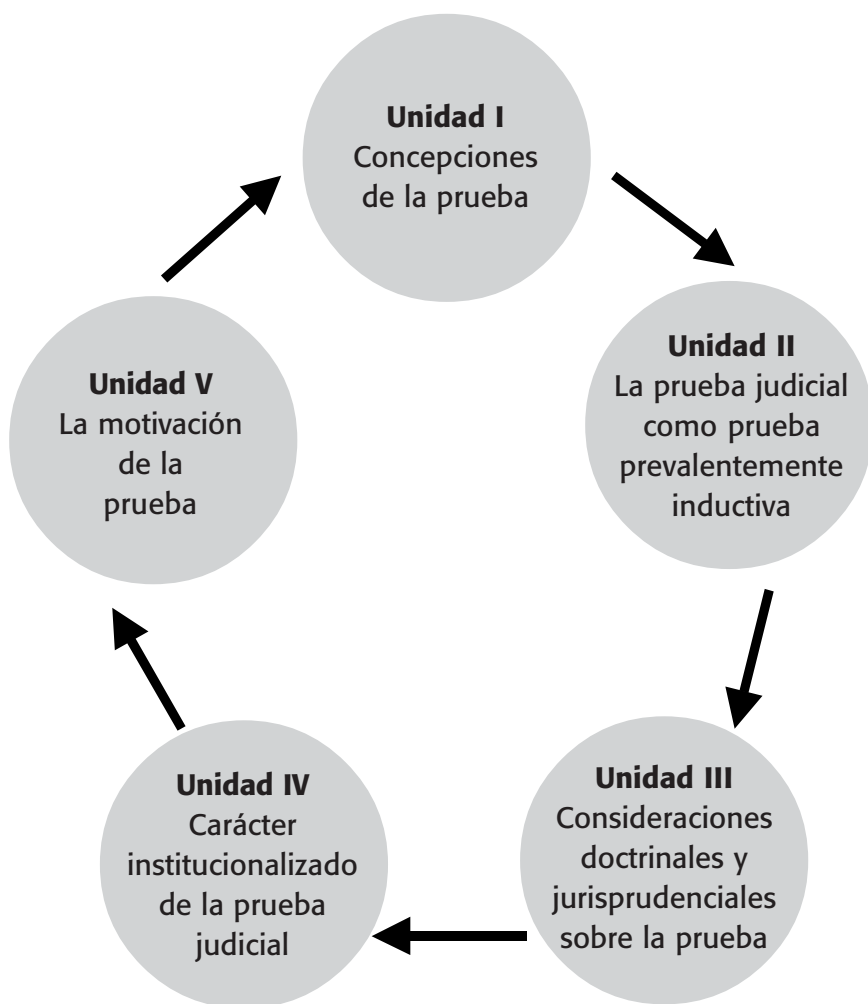 Unidad I
Concepciones
de la prueba
Unidad II
La prueba judicial
como prueba
prevalentemente
inductiva
Unidad III
Consideraciones
doctrinales y
jurisprudenciales
sobre la prueba
Unidad IV
Carácter
institucionalizado
de la prueba
judicial
Unidad V
La motivación
de la
prueba